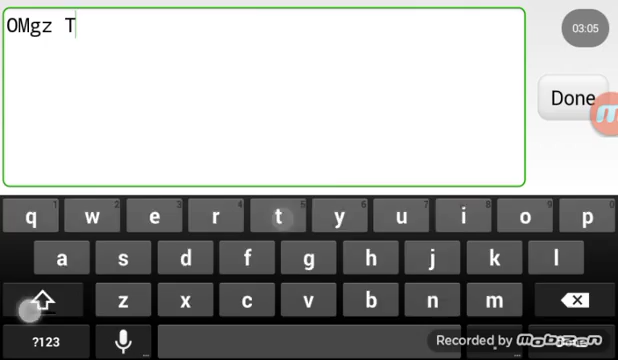 OMgz T
03:05
Done
q 1 w 2 e 3 r 4 t 5 y 6 u 7 i 8 o 9 p 0
a s d f g h j k l
z x c v b n m
?123 ... Recorded by mobizen